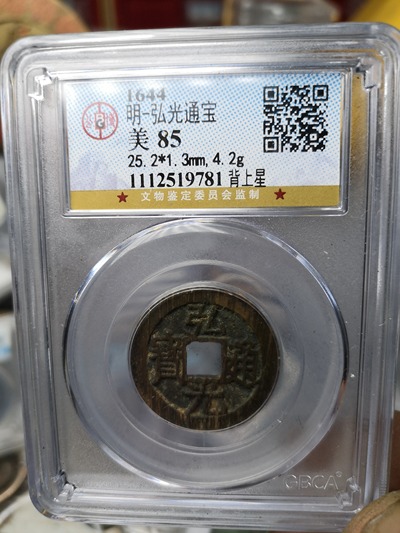 1644
明-弘光通宝
美 85
25.2*1.3mm,4.2g
1112519781 背上星
★ 文物鉴定委员会监制 ★
弘光通寶
GBCA